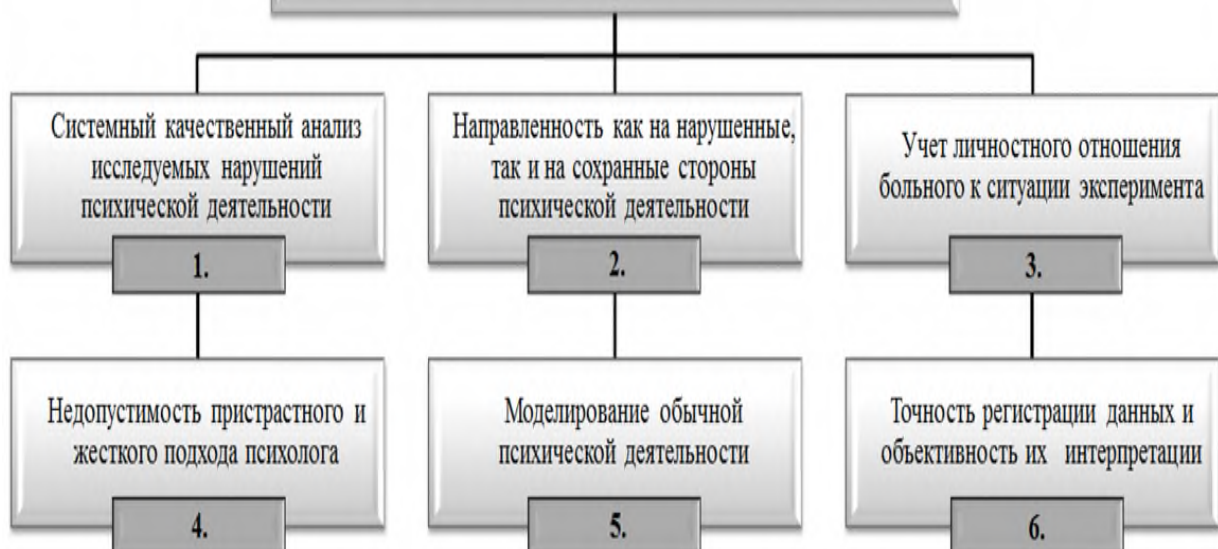 Системный качественный анализ
исследуемых нарушений
психической деятельности
1.
Направленность как на нарушенные,
так и на сохранные стороны
психической деятельности
2.
Учет личностного отношения
больного к ситуации эксперимента
3.
Недопустимость пристрастного и
жесткого подхода психолога
4.
Моделирование обычной
психической деятельности
5.
Точность регистрации данных и
объективность их интерпретации
6.